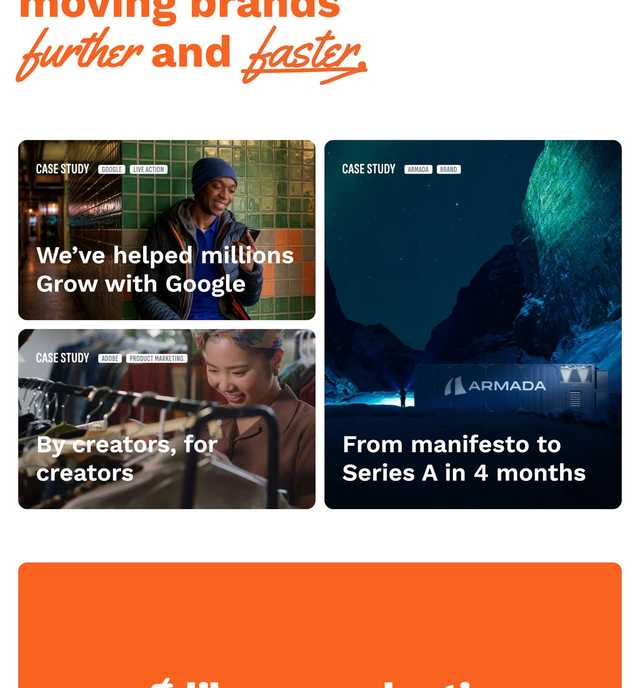 moving brands
further and faster.
CASE STUDY GOOGLE LIVE ACTION
We’ve helped millions
Grow with Google
CASE STUDY ADOBE PRODUCT MARKETING
By creators, for
creators
CASE STUDY ARMADA BRAND
ARMADA
From manifesto to
Series A in 4 months